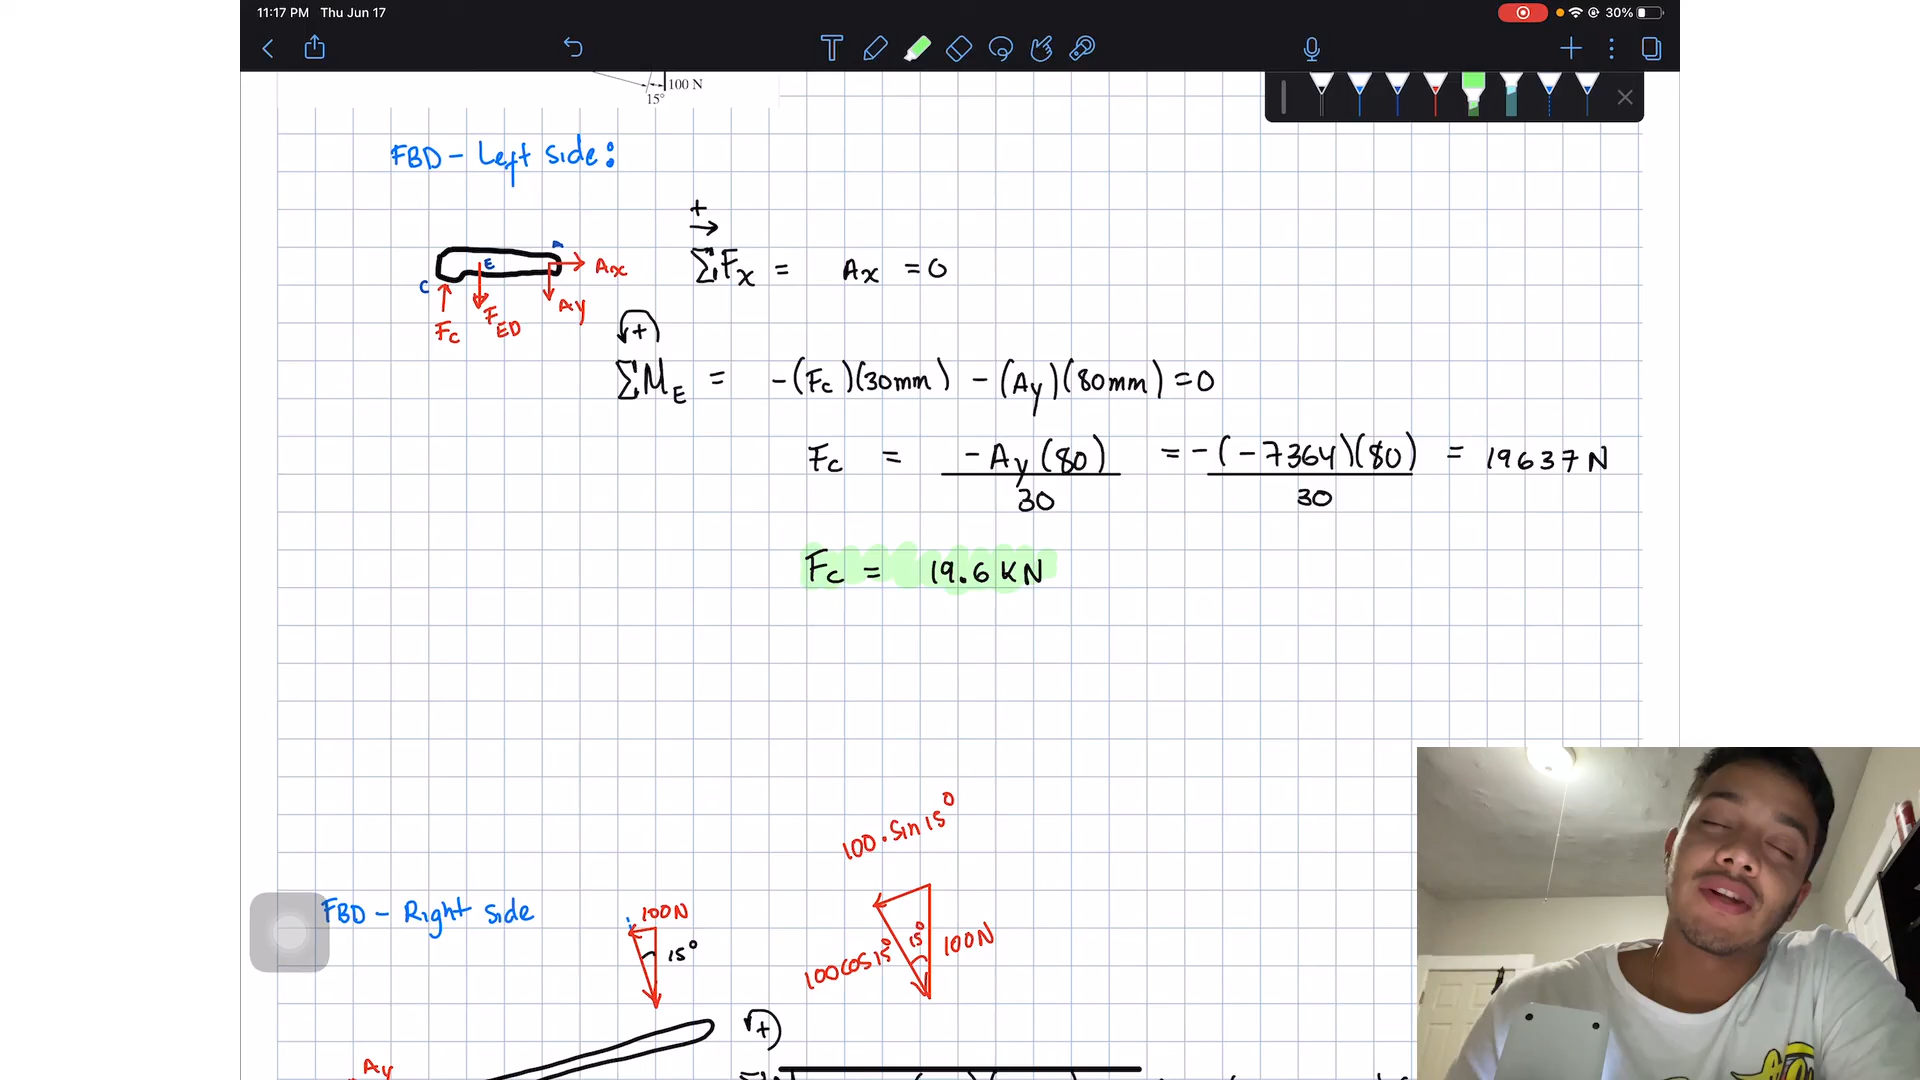 11:17 PM Thu Jun 17
30%
100 N
15°
FBD - Left side:
+
ΣFx = Ax = 0
A
E
Ax
C
Ay
Fc
FED
+
ΣME = -(Fc)(30mm) - (Ay)(80mm) = 0
Fc = -Ay(80) / 30 = -(-7364)(80) / 30 = 19637 N
Fc = 19.6 KN
100 · Sin 15°
FBD - Right side
100N
15°
15°
100N
100cos15°
+
Ay